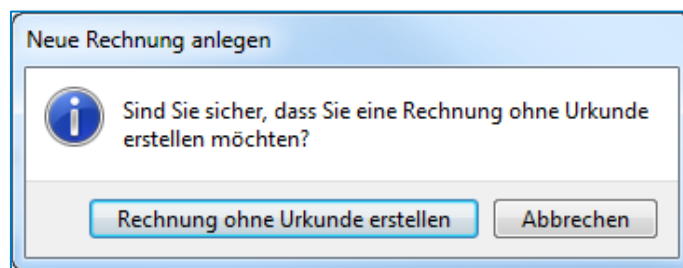 Neue Rechnung anlegen
Sind Sie sicher, dass Sie eine Rechnung ohne Urkunde
erstellen möchten?
Rechnung ohne Urkunde erstellen
Abbrechen